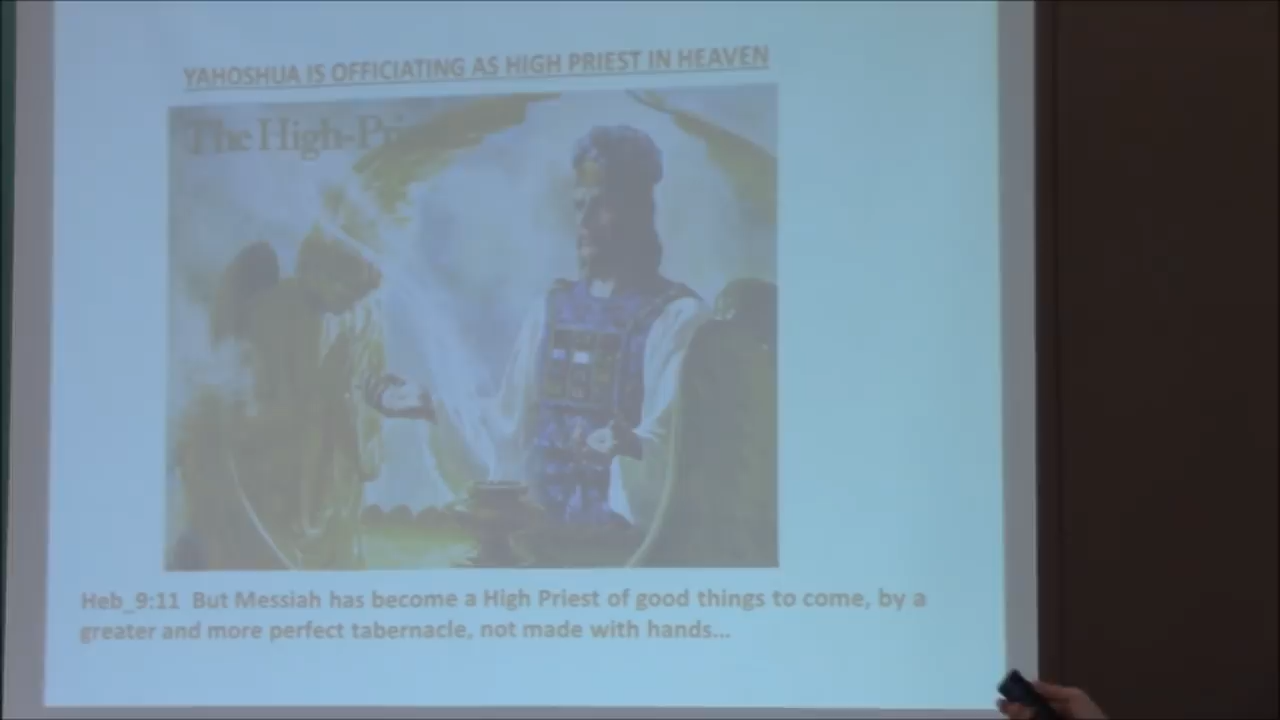 YAHOSHUA IS OFFICIATING AS HIGH PRIEST IN HEAVEN
The High-Pri
Heb_9:11 But Messiah has become a High Priest of good things to come, by a
greater and more perfect tabernacle, not made with hands...